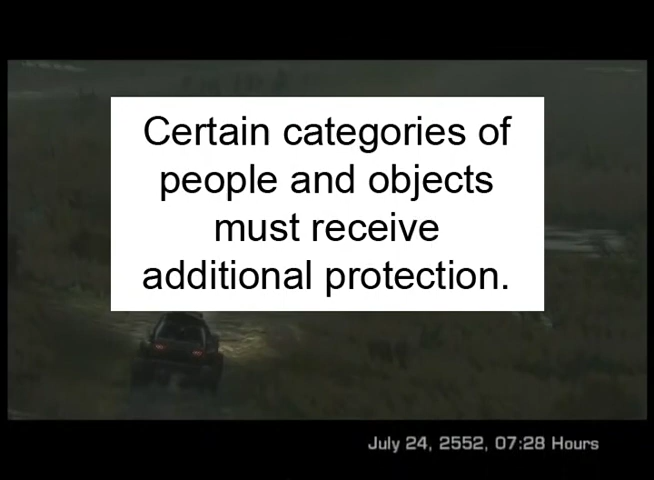 Certain categories of
people and objects
must receive
additional protection.
July 24, 2552, 07:28 Hours